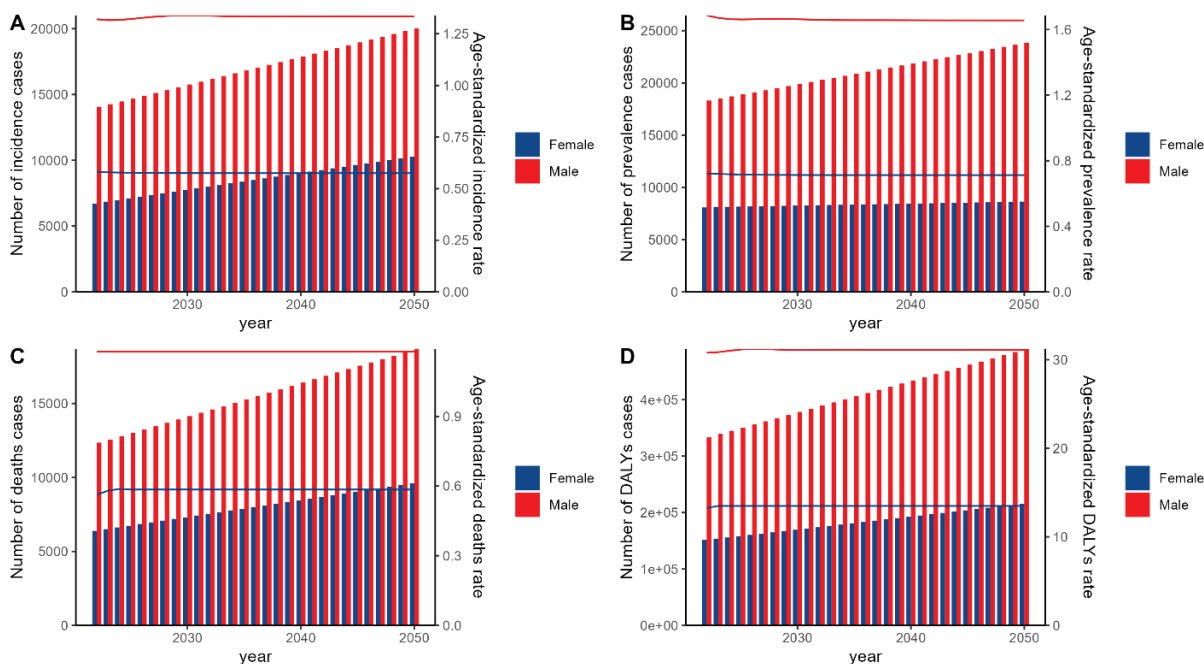 A
Number of incidence cases
20000
15000
10000
5000
0
1.25
1.00
0.75
0.50
0.25
0.00
Age-standardized incidence rate
2030
2040
2050
year
Female
Male
B
Number of prevalence cases
25000
20000
15000
10000
5000
0
1.6
1.2
0.8
0.4
0.0
Age-standardized prevalence rate
2030
2040
2050
year
Female
Male
C
Number of deaths cases
15000
10000
5000
0
0.9
0.6
0.3
0.0
Age-standardized deaths rate
2030
2040
2050
year
Female
Male
D
Number of DALYs cases
4e+05
3e+05
2e+05
1e+05
0e+00
30
20
10
0
Age-standardized DALYs rate
2030
2040
2050
year
Female
Male